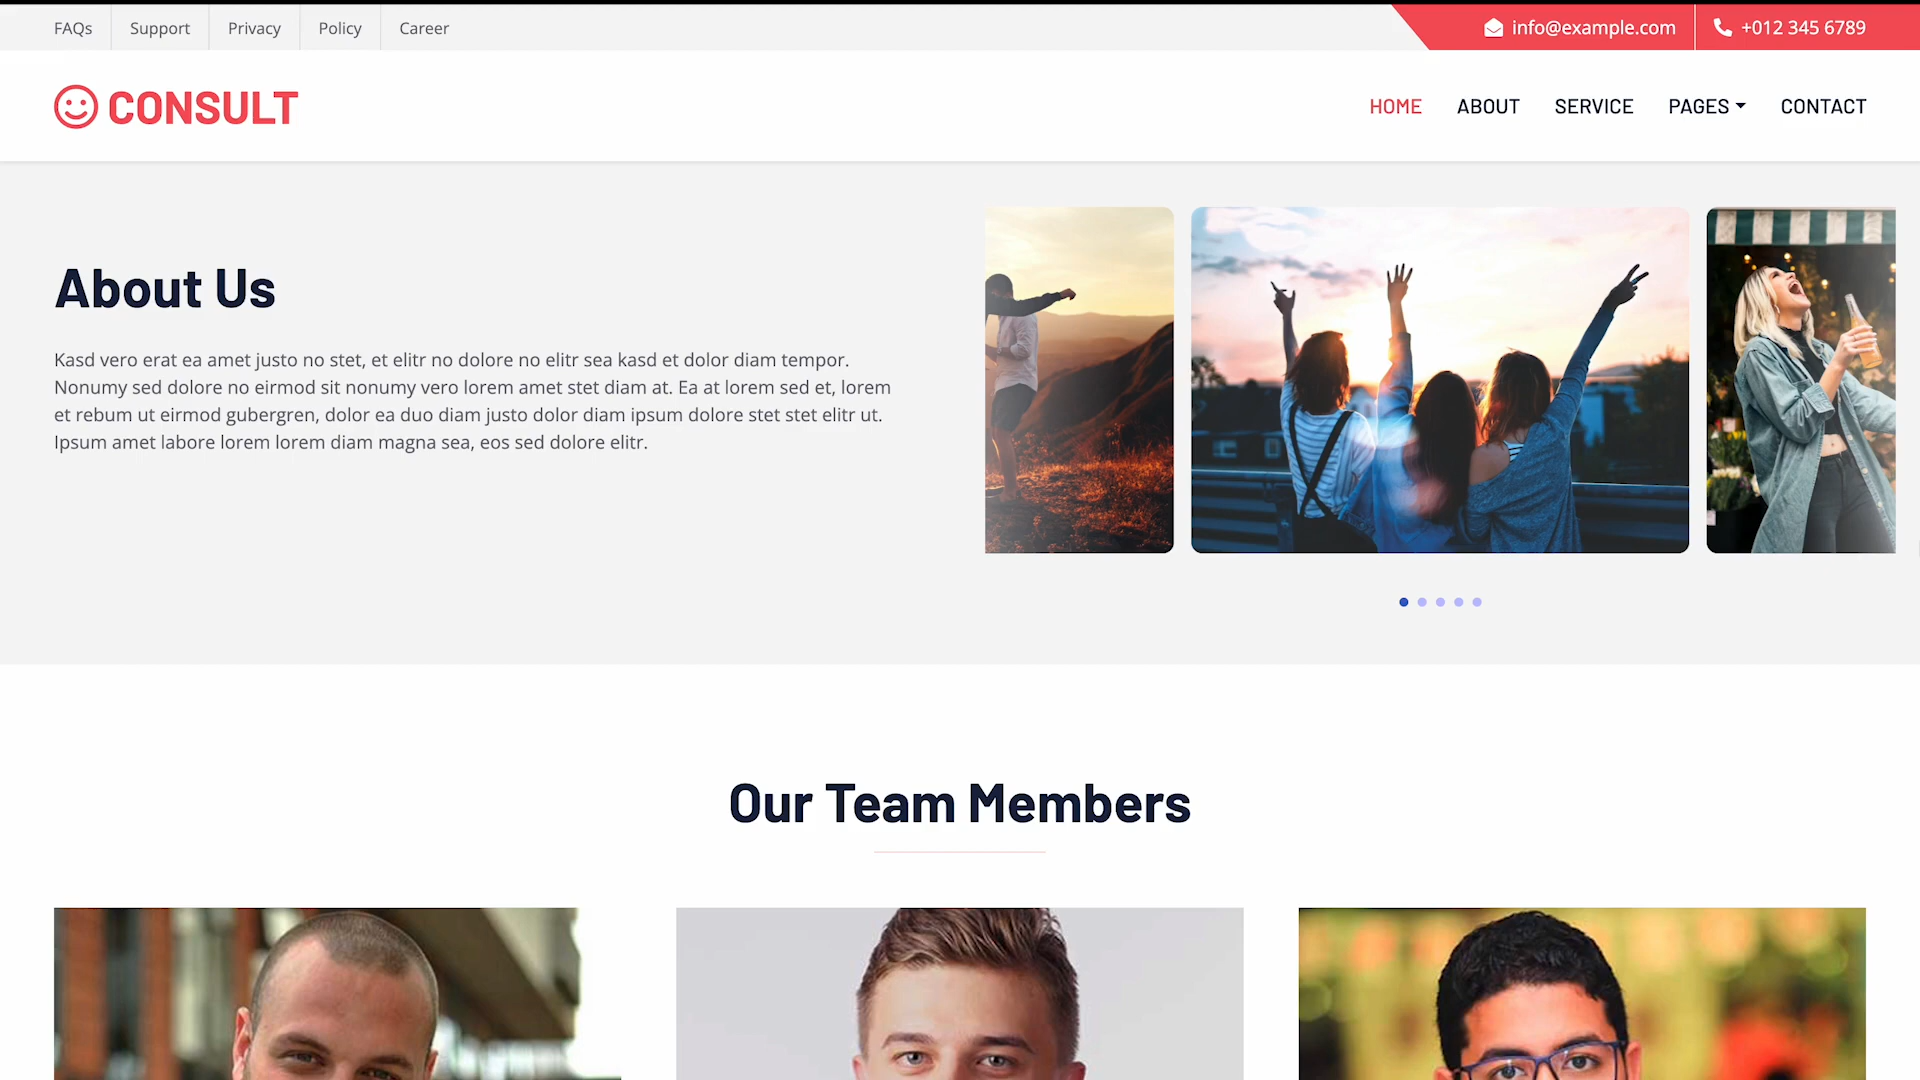 FAQs Support Privacy Policy Career info@example.com +012 345 6789
CONSULT HOME ABOUT SERVICE PAGES CONTACT
About Us
Kasd vero erat ea amet justo no stet, et elitr no dolore no elitr sea kasd et dolor diam tempor.
Nonumy sed dolore no eirmod sit nonumy vero lorem amet stet diam at. Ea at lorem sed et, lorem
et rebum ut eirmod gubergren, dolor ea duo diam justo dolor diam ipsum dolore stet stet elitr ut.
Ipsum amet labore lorem lorem diam magna sea, eos sed dolore elitr.
Our Team Members